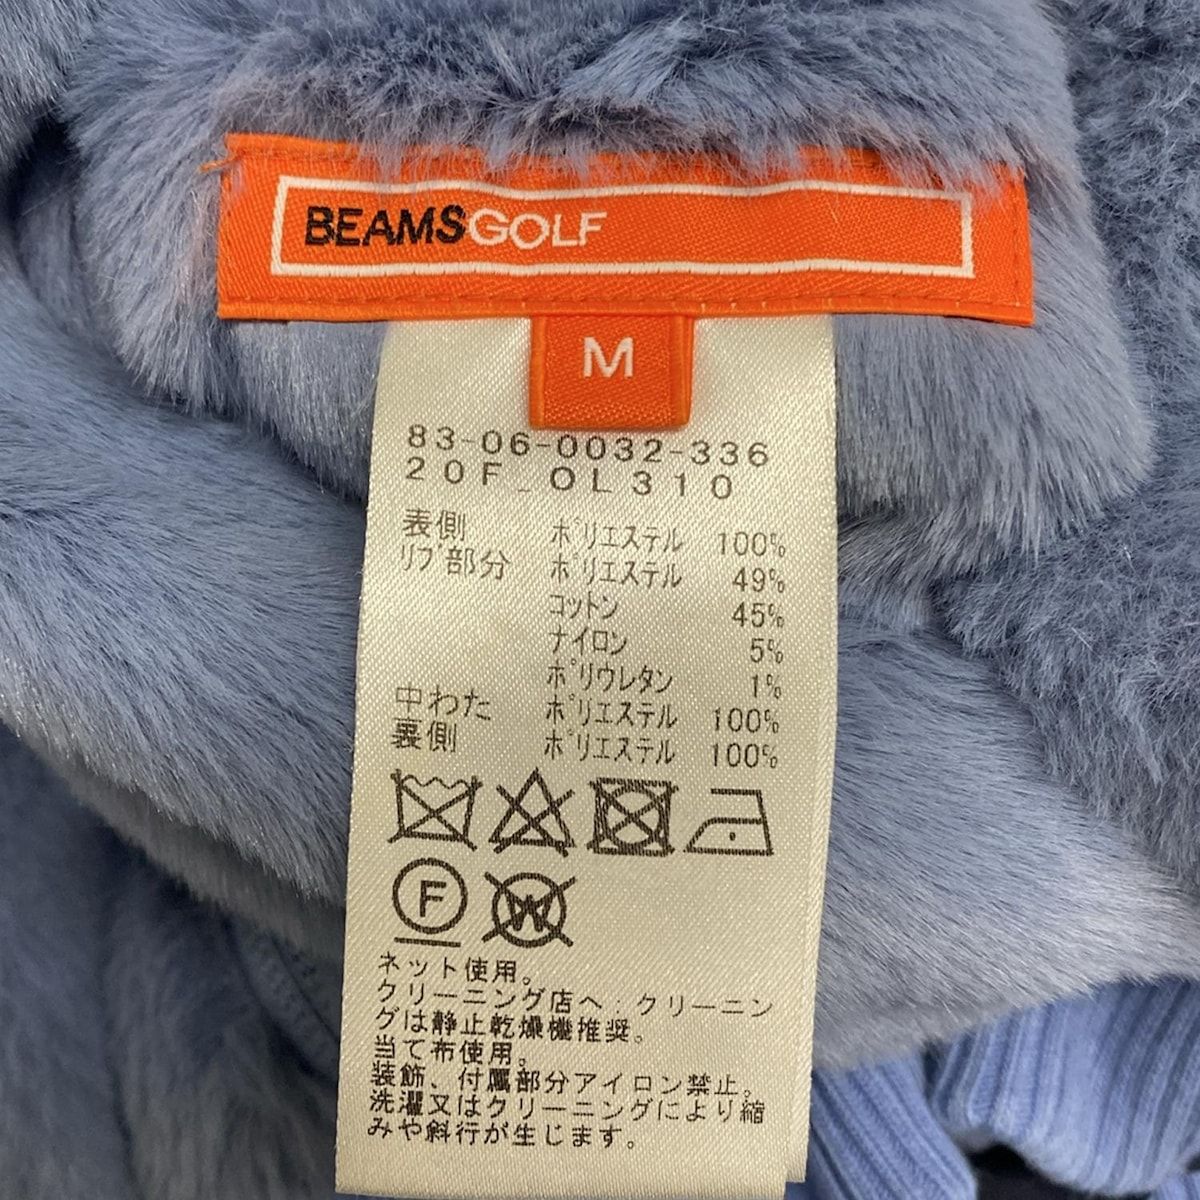 BEAMSGOLF
M
83-06-0032-336
20F_OL310
表側 ポリエステル 100%
リブ部分 ポリエステル 49%
コットン 45%
ナイロン 5%
ポリウレタン 1%
中わた ポリエステル 100%
裏側 ポリエステル 100%
F W
ネット使用。
クリーニング店へ・クリーニン
グは静止乾燥機推奨。
当て布使用。
装飾、付属部分アイロン禁止。
洗濯又はクリーニングにより縮
みや斜行が生じます。